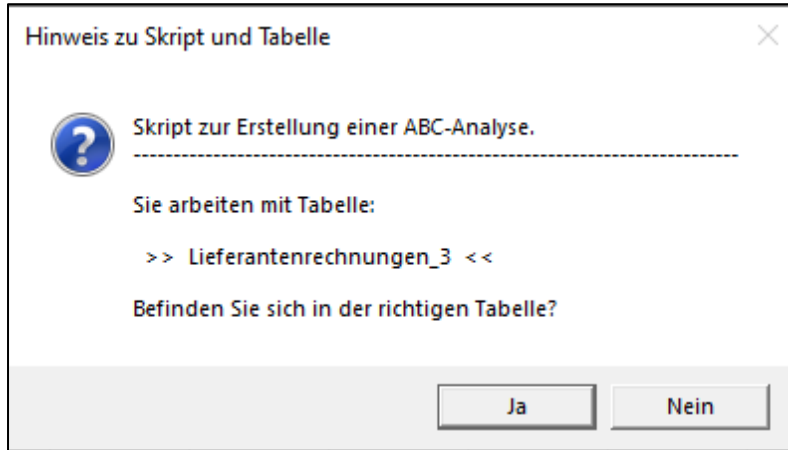 Hinweis zu Skript und Tabelle
?
Skript zur Erstellung einer ABC-Analyse.
----------------------------------------------------------------------------
Sie arbeiten mit Tabelle:
>> Lieferantenrechnungen_3 <<
Befinden Sie sich in der richtigen Tabelle?
Ja
Nein